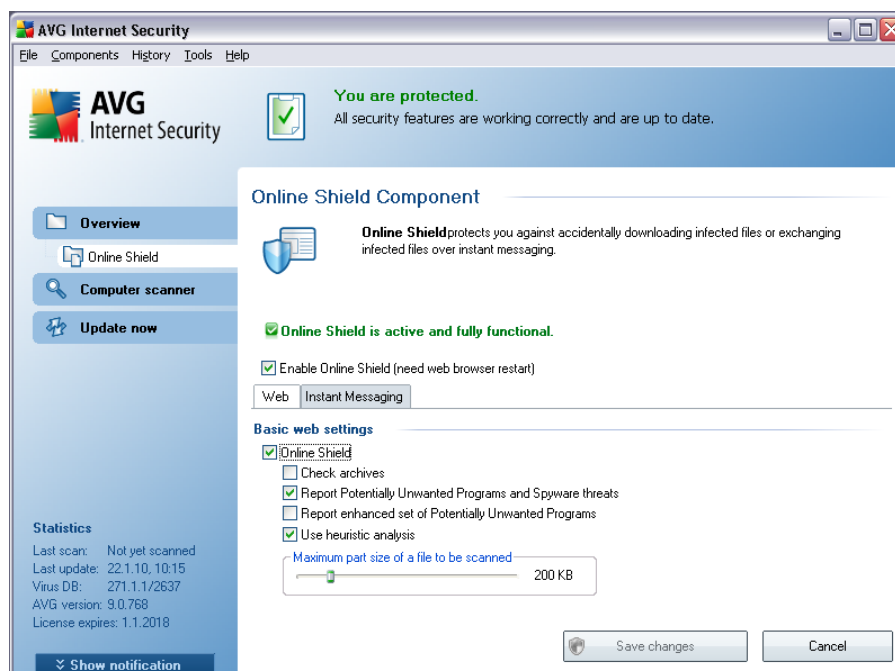 AVG Internet Security
File Components History Tools Help
AVG
Internet Security
You are protected.
All security features are working correctly and are up to date.
Overview
Online Shield
Computer scanner
Update now
Online Shield Component
Online Shieldprotects you against accidentally downloading infected files or exchanging
infected files over instant messaging.
Online Shield is active and fully functional.
Enable Online Shield (need web browser restart)
Web Instant Messaging
Basic web settings
Online Shield
Check archives
Report Potentially Unwanted Programs and Spyware threats
Report enhanced set of Potentially Unwanted Programs
Use heuristic analysis
Maximum part size of a file to be scanned
200 KB
Statistics
Last scan: Not yet scanned
Last update: 22.1.10, 10:15
Virus DB: 271.1.1/2637
AVG version: 9.0.768
License expires: 1.1.2018
Show notification
Save changes
Cancel